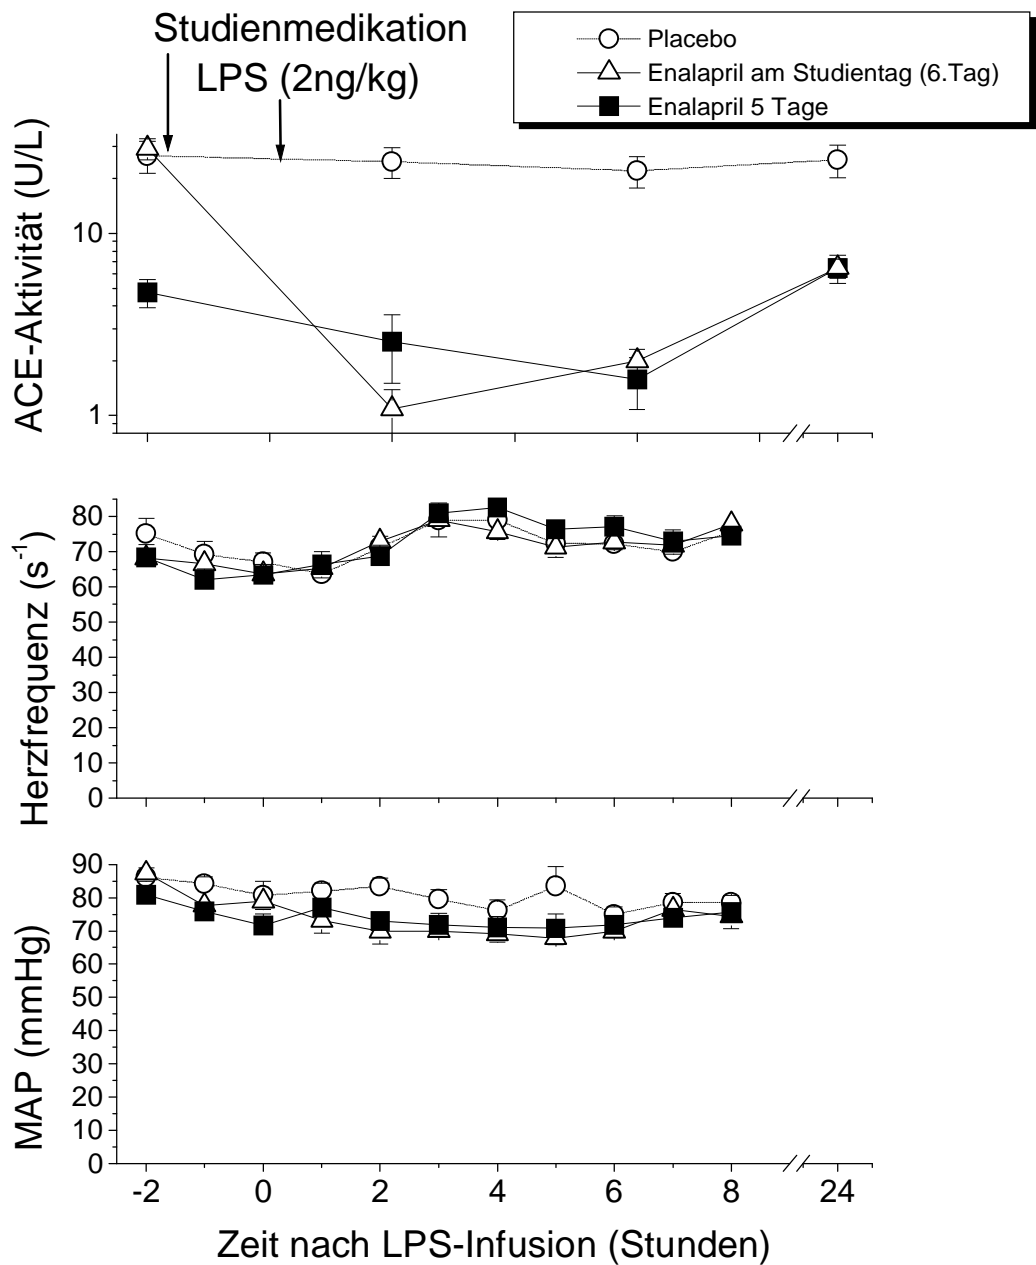 Studienmedikation
LPS (2ng/kg)
Placebo
Enalapril am Studientag (6.Tag)
Enalapril 5 Tage
ACE-Aktivität (U/L)
10
1
Herzfrequenz (s⁻¹)
80
70
60
50
40
30
20
10
0
MAP (mmHg)
90
80
70
60
50
40
30
20
10
0
-2 0 2 4 6 8 24
Zeit nach LPS-Infusion (Stunden)